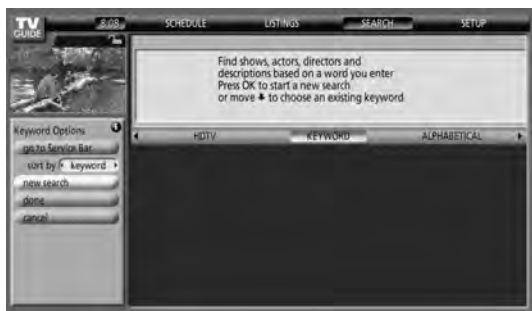 TV GUIDE
8:08
SCHEDULE LISTINGS SEARCH SETUP
Find shows, actors, directors and
descriptions based on a word you enter
Press OK to start a new search
or move ⬇ to choose an existing keyword
HDTV KEYWORD ALPHABETICAL
Keyword Options
go to Service Bar
sort by keyword
new search
done
cancel